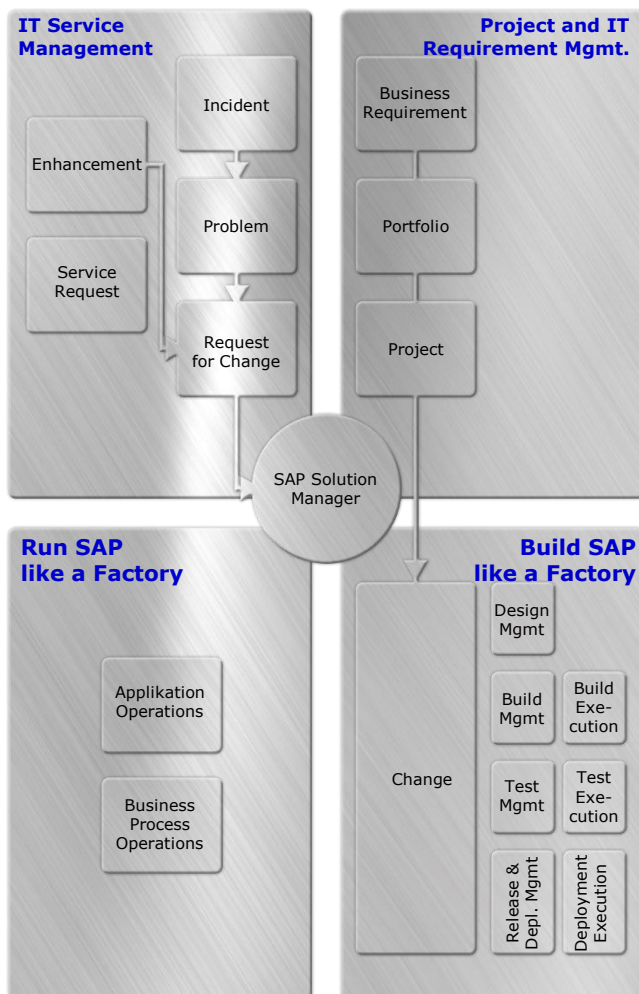 IT Service
Management
Incident
Enhancement
Problem
Service
Request
Request
for Change
Project and IT
Requirement Mgmt.
Business
Requirement
Portfolio
Project
SAP Solution
Manager
Run SAP
like a Factory
Applikation
Operations
Business
Process
Operations
Build SAP
like a Factory
Change
Design
Mgmt
Build
Mgmt
Build
Exe-
cution
Test
Mgmt
Test
Exe-
cution
Release &
Depl. Mgmt
Deployment
Execution